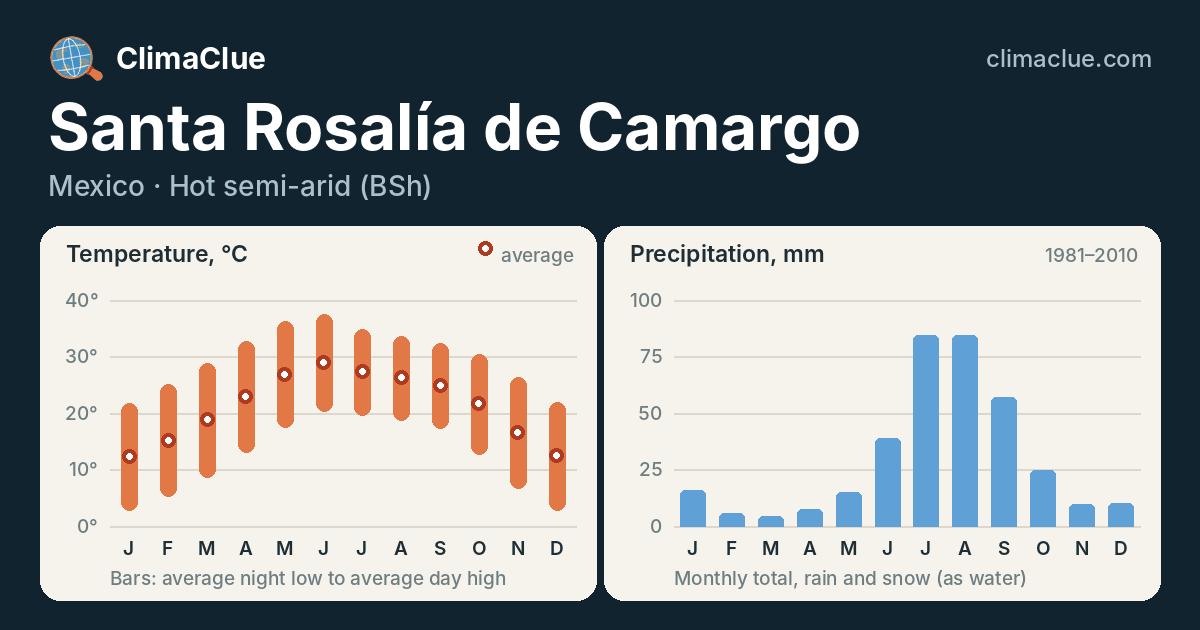 ClimaClue
climaclue.com
Santa Rosalía de Camargo
Mexico · Hot semi-arid (BSh)
Temperature, °C
average
40°
30°
20°
10°
0°
J F M A M J J A S O N D
Bars: average night low to average day high
Precipitation, mm
1981–2010
100
75
50
25
0
J F M A M J J A S O N D
Monthly total, rain and snow (as water)